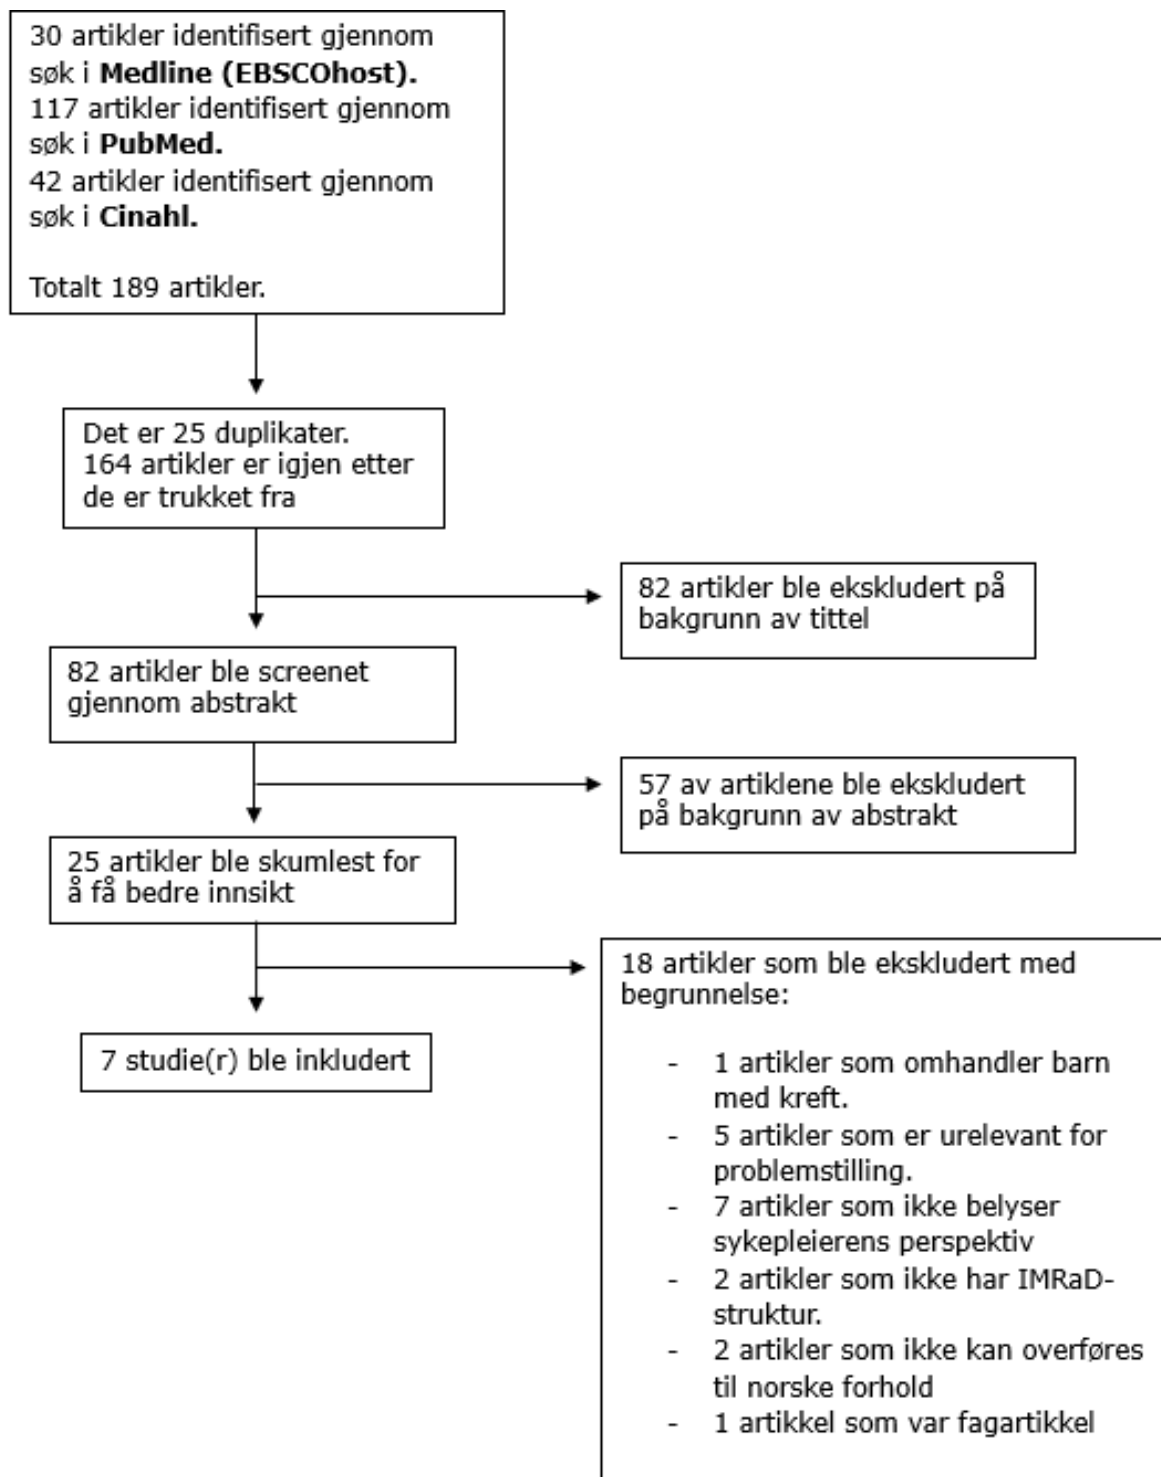 30 artikler identifisert gjennom
søk i Medline (EBSCOhost).
117 artikler identifisert gjennom
søk i PubMed.
42 artikler identifisert gjennom
søk i Cinahl.
Totalt 189 artikler.
Det er 25 duplikater.
164 artikler er igjen etter
de er trukket fra
82 artikler ble ekskludert på
bakgrunn av tittel
82 artikler ble screenet
gjennom abstrakt
57 av artiklene ble ekskludert
på bakgrunn av abstrakt
25 artikler ble skumlest for
å få bedre innsikt
18 artikler som ble ekskludert med
begrunnelse:
- 1 artikler som omhandler barn
med kreft.
- 5 artikler som er urelevant for
problemstilling.
- 7 artikler som ikke belyser
sykepleierens perspektiv
- 2 artikler som ikke har IMRaD-
struktur.
- 2 artikler som ikke kan overføres
til norske forhold
- 1 artikkel som var fagartikkel
7 studie(r) ble inkludert